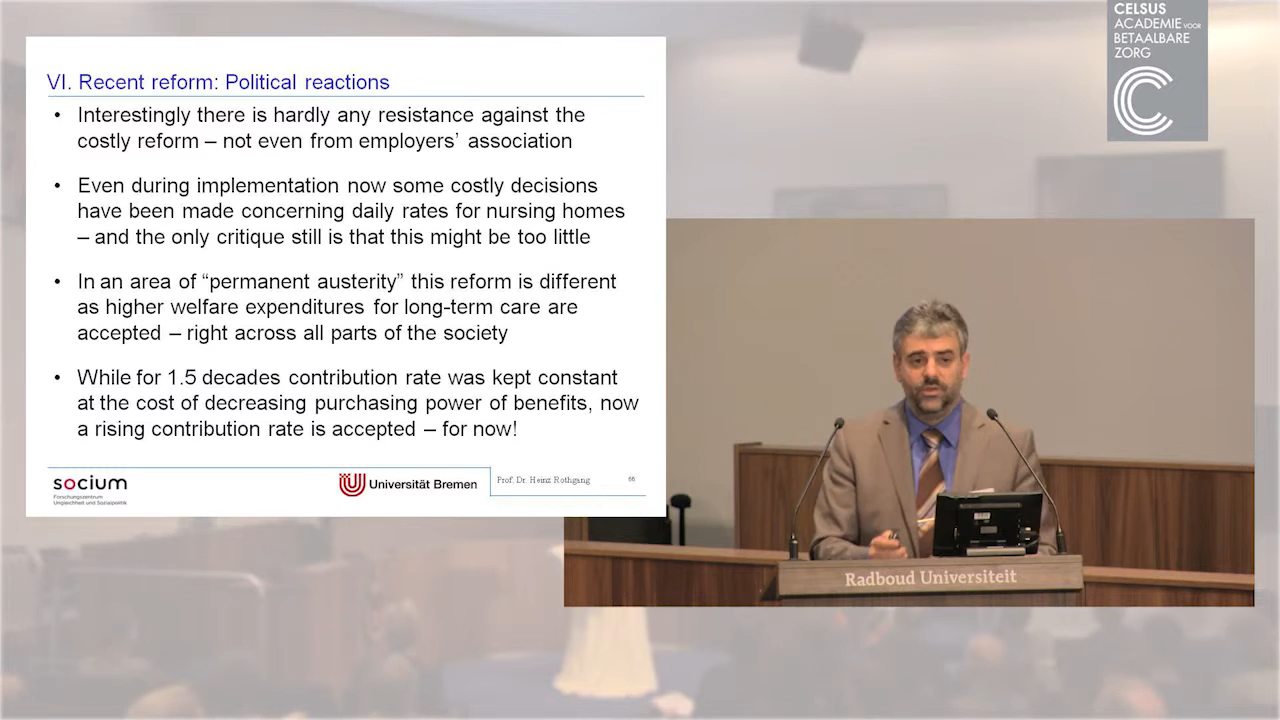 CELSUS
ACADEMIE VOOR
BETAALBARE
ZORG
VI. Recent reform: Political reactions
• Interestingly there is hardly any resistance against the
costly reform – not even from employers' association
• Even during implementation now some costly decisions
have been made concerning daily rates for nursing homes
– and the only critique still is that this might be too little
• In an area of “permanent austerity” this reform is different
as higher welfare expenditures for long-term care are
accepted – right across all parts of the society
• While for 1.5 decades contribution rate was kept constant
at the cost of decreasing purchasing power of benefits, now
a rising contribution rate is accepted – for now!
socium
Forschungszentrum
Ungleichheit und Sozialpolitik
Universität Bremen
Prof. Dr. Heinz Rothgang
66
Radboud Universiteit